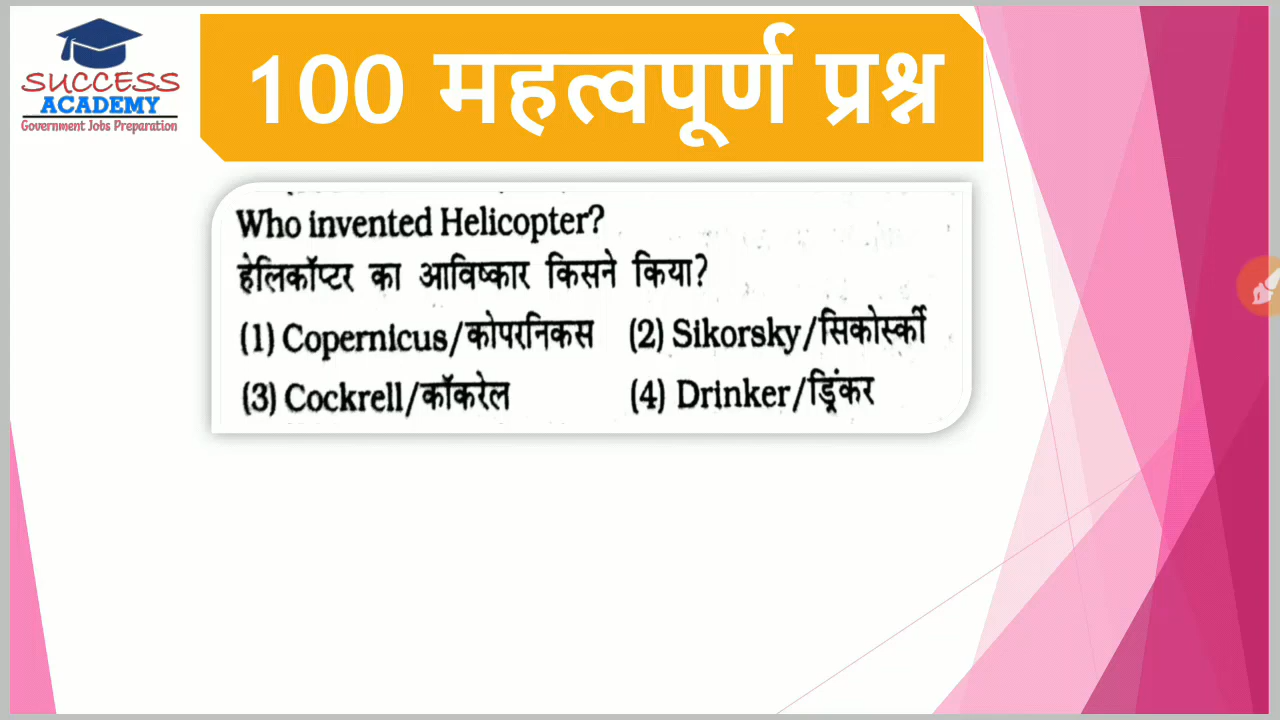 SUCCESS
ACADEMY
Government Jobs Preparation
100 महत्वपूर्ण प्रश्न
Who invented Helicopter?
हेलिकॉप्टर का आविष्कार किसने किया?
(1) Copernicus/कोपरनिकस (2) Sikorsky/सिकोर्स्की
(3) Cockrell/कॉकरेल (4) Drinker/ड्रिंकर